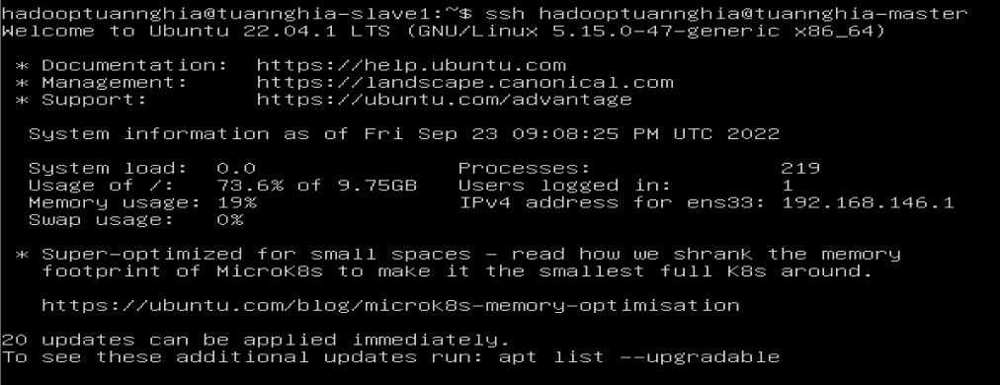 hadooptuannghia@tuannghia-slave1:~$ ssh hadooptuannghia@tuannghia-master
Welcome to Ubuntu 22.04.1 LTS (GNU/Linux 5.15.0-47-generic x86_64)
* Documentation:  https://help.ubuntu.com
* Management:     https://landscape.canonical.com
* Support:        https://ubuntu.com/advantage
System information as of Fri Sep 23 09:08:25 PM UTC 2022
System load:  0.0                Processes:              219
Usage of /:   73.6% of 9.75GB   Users logged in:        1
Memory usage: 19%                IPv4 address for ens33: 192.168.146.1
Swap usage:   0%
* Super-optimized for small spaces - read how we shrank the memory
footprint of MicroK8s to make it the smallest full K8s around.
https://ubuntu.com/blog/microk8s-memory-optimisation
20 updates can be applied immediately.
To see these additional updates run: apt list --upgradable